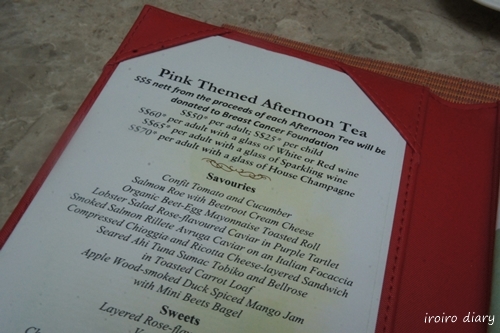 Pink Themed Afternoon Tea
S$5 nett from the proceeds of each Afternoon Tea will be
donated to Breast Cancer Foundation
S$50* per adult; S$25* per child
S$60* per adult with a glass of White or Red wine
S$65* per adult with a glass of Sparkling wine
S$70* per adult with a glass of House Champagne
Savouries
Confit Tomato and Cucumber
Salmon Roe with Beetroot Cream Cheese
Organic Beet-Egg Mayonnaise Toasted Roll
Lobster Salad Rose-flavoured Caviar in Purple Tartlet
Smoked Salmon Rillete Avruga Caviar on an Italian Focaccia
Compressed Chioggia and Ricotta Cheese-layered Sandwich
Seared Ahi Tuna Sumac Tobiko and Bellrose
in Toasted Carrot Loaf
Apple Wood-smoked Duck Spiced Mango Jam
with Mini Beets Bagel
Sweets
Layered Rose-flav
iroiro diary